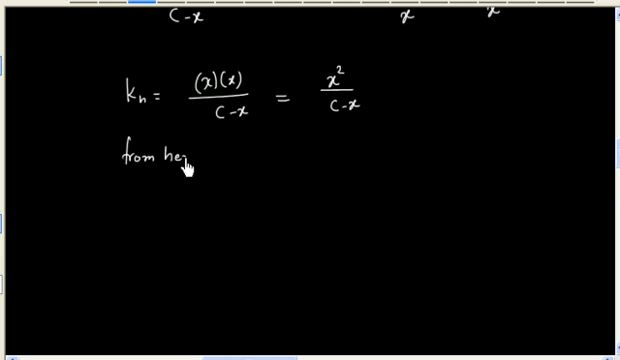 C-x x x
kh = (x)(x) / C-x = x² / C-x
from he